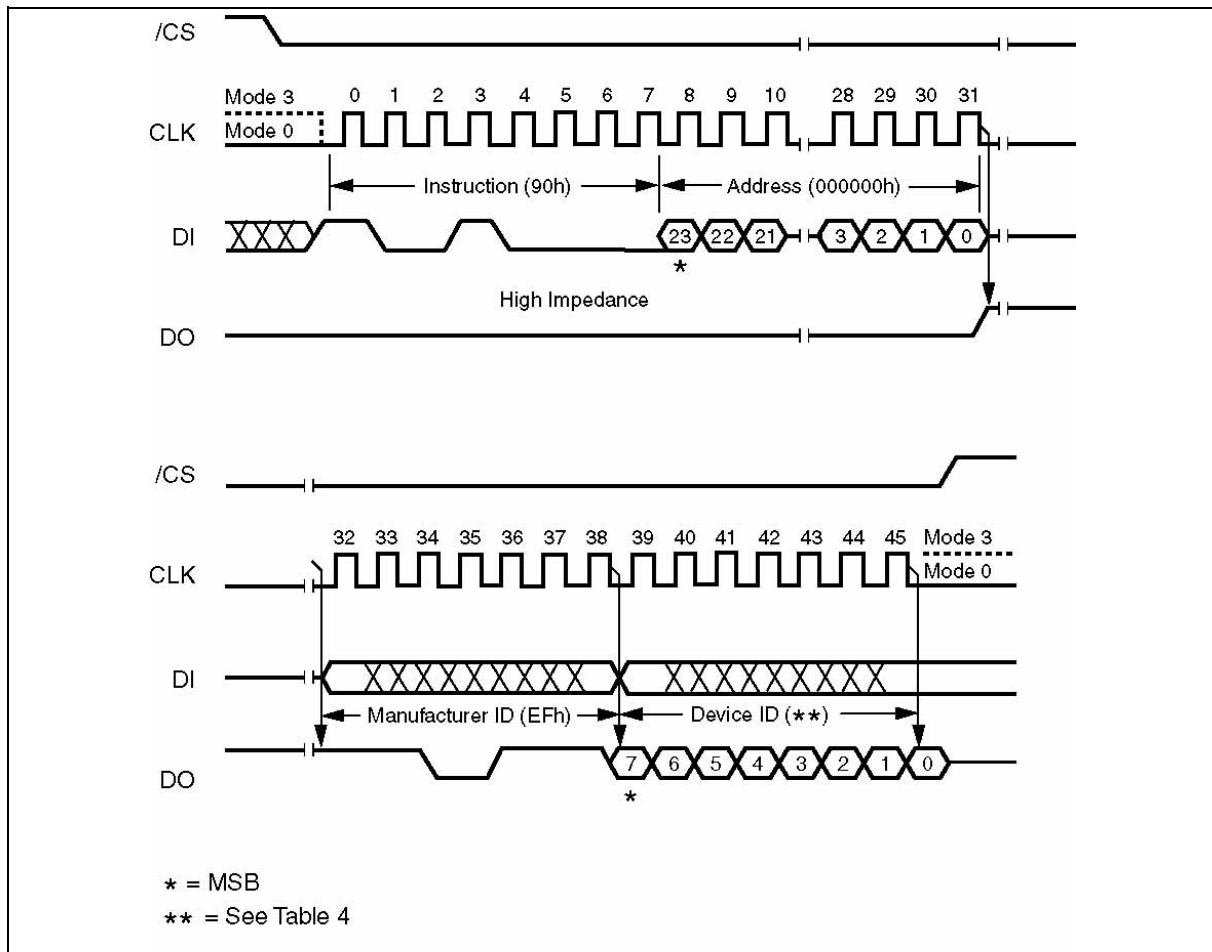 /CS
Mode 3
0 1 2 3 4 5 6 7 8 9 10 28 29 30 31
CLK
Mode 0
Instruction (90h)
Address (000000h)
DI
23 22 21 3 2 1 0
*
High Impedance
DO
/CS
32 33 34 35 36 37 38 39 40 41 42 43 44 45
Mode 3
CLK
Mode 0
DI
Manufacturer ID (EFh)
Device ID (**)
DO
7 6 5 4 3 2 1 0
*
* = MSB
** = See Table 4